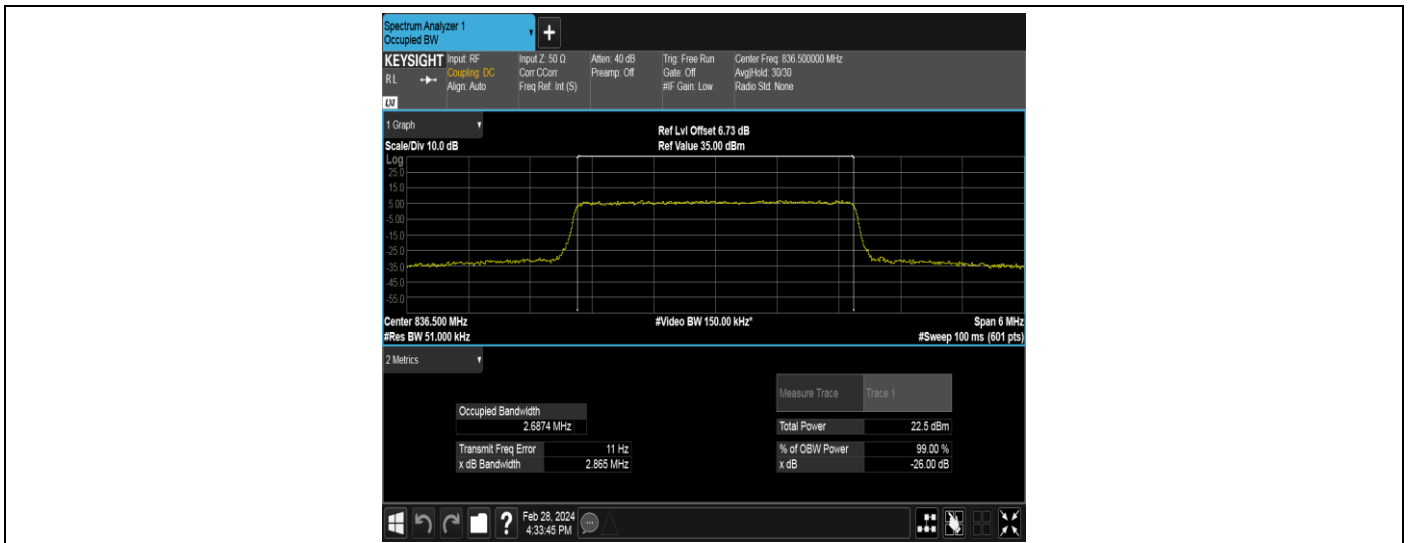 Spectrum Analyzer 1
Occupied BW
+
KEYSIGHT Input: RF Input Z: 50 Ω Atten: 40 dB Trig: Free Run Center Freq: 836.500000 MHz
RL Coupling: DC Corr CCorr Preamp: Off Gate: Off Avg|Hold: 30/30
Align: Auto Freq Ref: Int (S) #IF Gain: Low Radio Std: None
LXI
1 Graph
Ref Lvl Offset 6.73 dB
Scale/Div 10.0 dB Ref Value 35.00 dBm
Log
25.0
15.0
5.00
-5.00
-15.0
-25.0
-35.0
-45.0
-55.0
Center 836.500 MHz #Video BW 150.00 kHz* Span 6 MHz
#Res BW 51.000 kHz #Sweep 100 ms (601 pts)
2 Metrics
Measure Trace Trace 1
Occupied Bandwidth
2.6874 MHz Total Power 22.5 dBm
Transmit Freq Error 11 Hz % of OBW Power 99.00 %
x dB Bandwidth 2.865 MHz x dB -26.00 dB
? Feb 28, 2024
4:33:45 PM